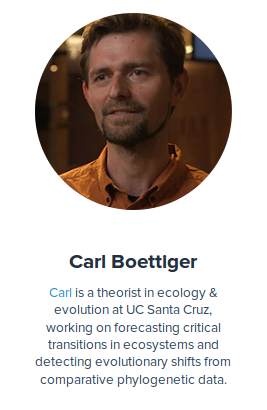 Carl Boettiger
Carl is a theorist in ecology &
evolution at UC Santa Cruz,
working on forecasting critical
transitions in ecosystems and
detecting evolutionary shifts from
comparative phylogenetic data.